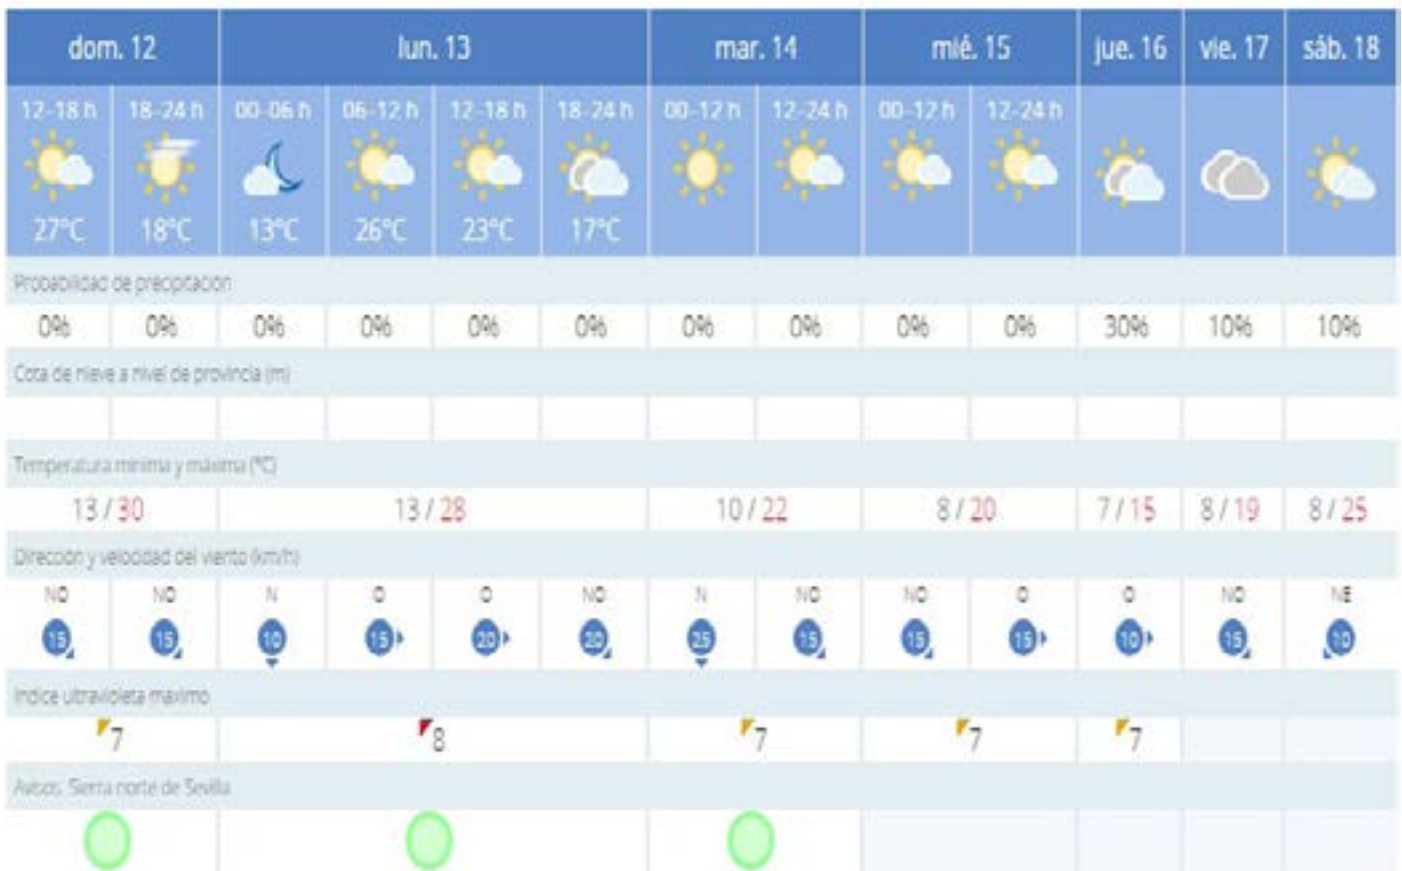 dom. 12 lun. 13 mar. 14 mié. 15 jue. 16 vie. 17 sáb. 18
12-18 h 18-24 h 00-06 h 06-12 h 12-18 h 18-24 h 00-12 h 12-24 h 00-12 h 12-24 h
27°C 18°C 13°C 26°C 23°C 17°C
Probabilidad de precipitación
0% 0% 0% 0% 0% 0% 0% 0% 0% 0% 30% 10% 10%
Cota de nieve a nivel de provincia (m)
Temperatura mínima y máxima (°C)
13 / 30 13 / 28 10 / 22 8 / 20 7 / 15 8 / 19 8 / 25
Dirección y velocidad del viento (km/h)
NO NO N O O NO N NO NO O O NO NE
15 15 10 15 20 20 25 15 15 15 10 15 10
Indice ultravioleta maximo
7 8 7 7 7
Avisos. Sierra norte de Sevilla